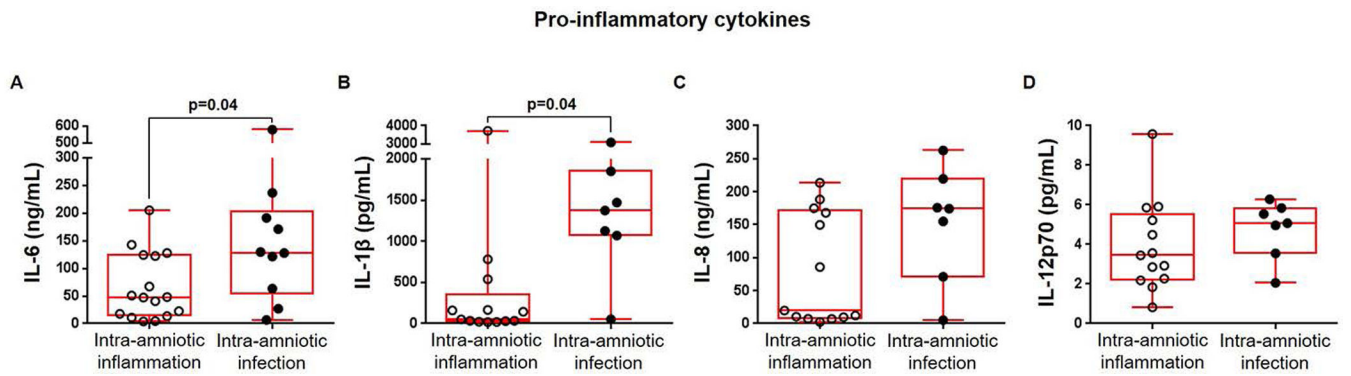 Pro-inflammatory cytokines
A
p=0.04
IL-6 (ng/mL)
600
500
300
250
200
150
100
50
0
Intra-amniotic
inflammation
Intra-amniotic
infection
B
p=0.04
IL-1β (pg/mL)
4000
3000
2000
1500
1000
500
0
Intra-amniotic
inflammation
Intra-amniotic
infection
C
IL-8 (ng/mL)
300
250
200
150
100
50
0
Intra-amniotic
inflammation
Intra-amniotic
infection
D
IL-12p70 (pg/mL)
10
8
6
4
2
0
Intra-amniotic
inflammation
Intra-amniotic
infection